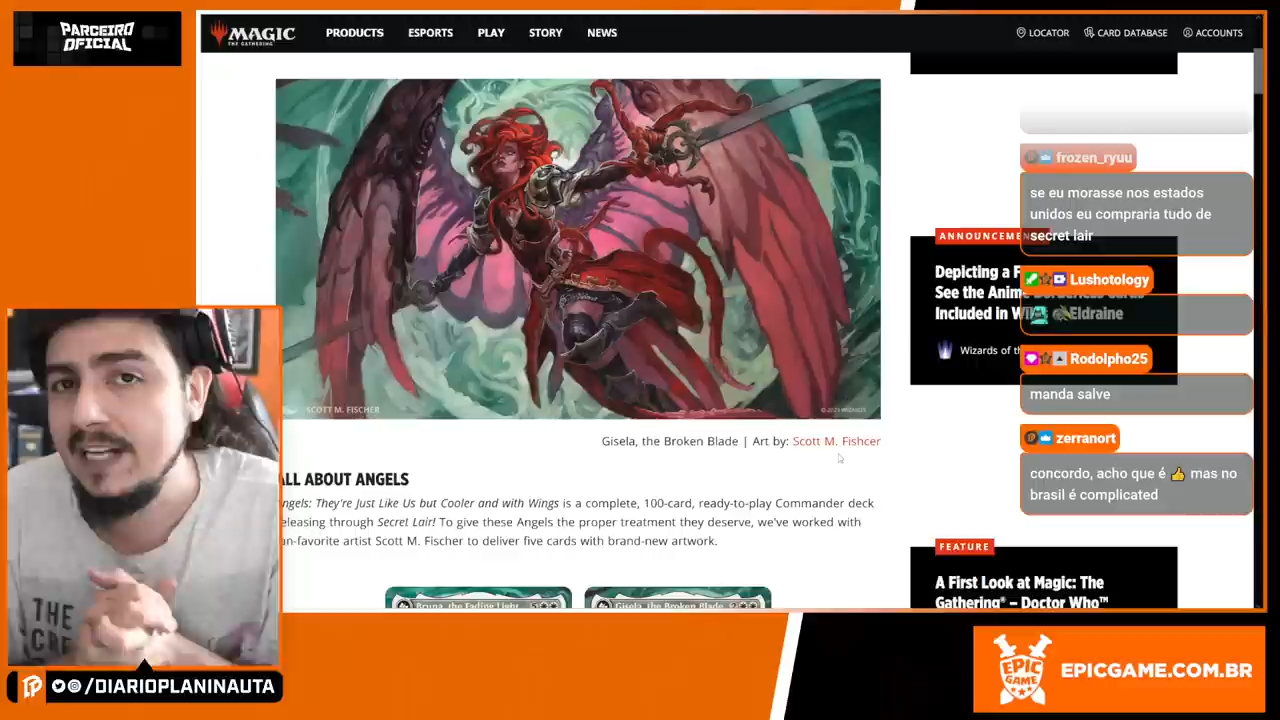 PARCEIRO
OFICIAL
MAGIC
THE GATHERING
PRODUCTS
ESPORTS
PLAY
STORY
NEWS
LOCATOR
CARD DATABASE
ACCOUNTS
SCOTT M. FISCHER
Gisela, the Broken Blade | Art by: Scott M. Fishcer
ALL ABOUT ANGELS
ngels: They're Just Like Us but Cooler and with Wings is a complete, 100-card, ready-to-play Commander deck
eleasing through Secret Lair! To give these Angels the proper treatment they deserve, we've worked with
an-favorite artist Scott M. Fischer to deliver five cards with brand-new artwork.
Bruna, the Fading Light
Gisela, the Broken Blade
frozen_ryuu
se eu morasse nos estados
unidos eu compraria tudo de
secret lair
ANNOUNCEMEN
Depicting a F
See the Anim
Included in Wil
Eldraine
Wizards of th
Lushotology
Rodolpho25
manda salve
zerranort
concordo, acho que é 👍 mas no
brasil é complicated
FEATURE
A First Look at Magic: The
Gathering® – Doctor Who™
THE
/DIARIOPLANINAUTA
EPIC
GAME
EPICGAME.COM.BR